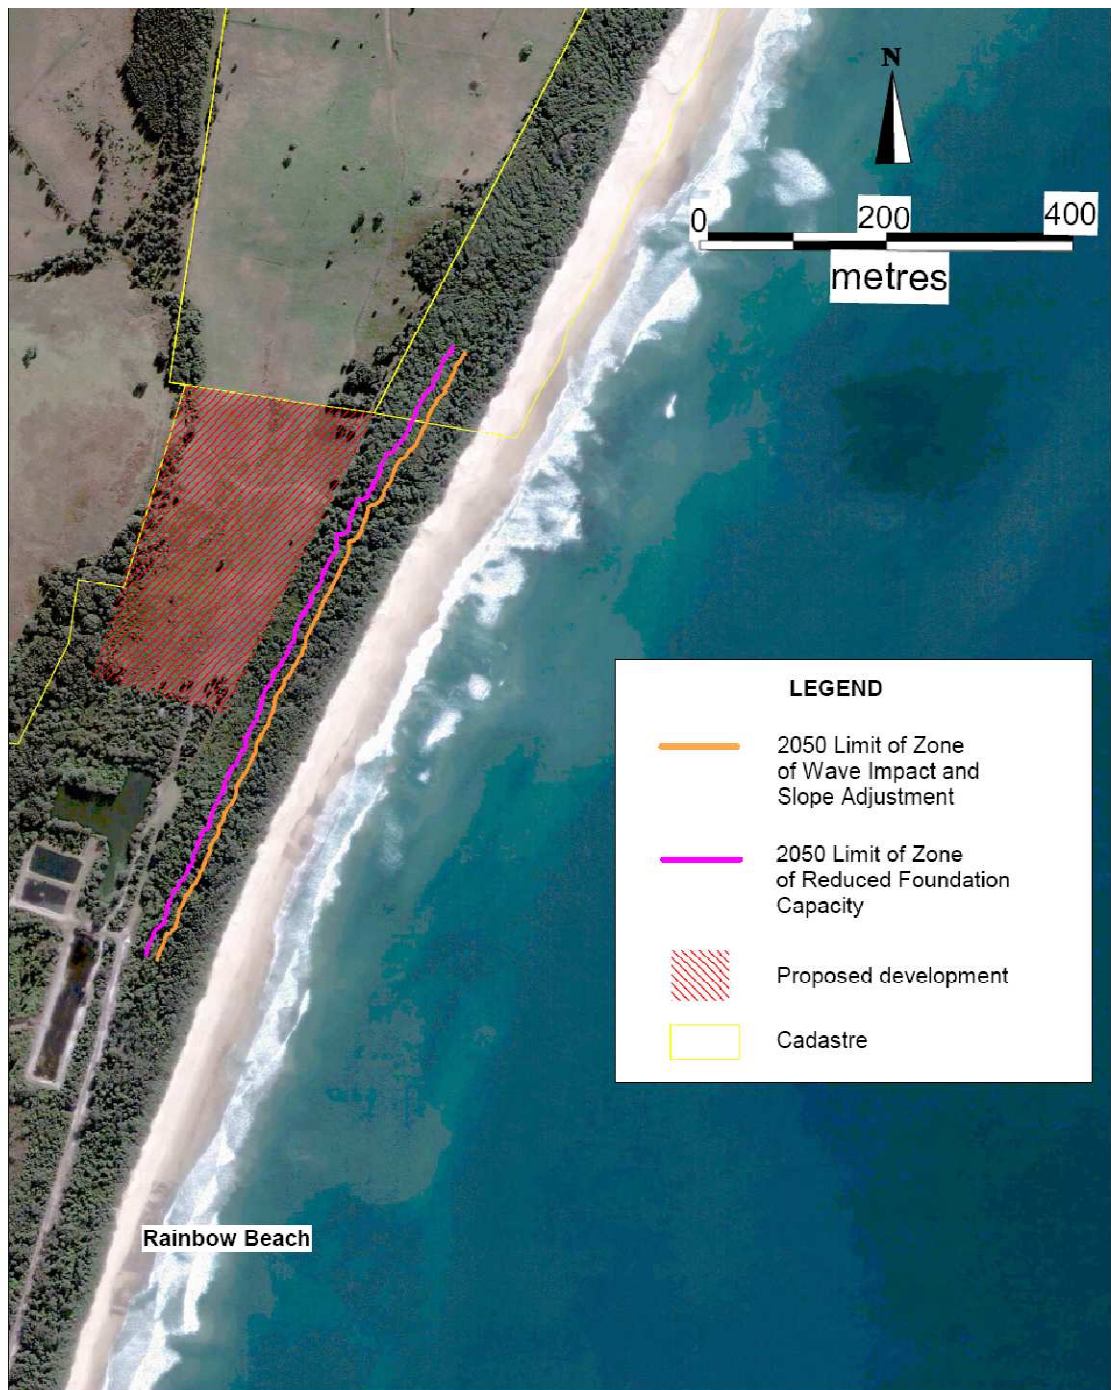 N
0 200 400
metres
LEGEND
2050 Limit of Zone
of Wave Impact and
Slope Adjustment
2050 Limit of Zone
of Reduced Foundation
Capacity
Proposed development
Cadastre
Rainbow Beach